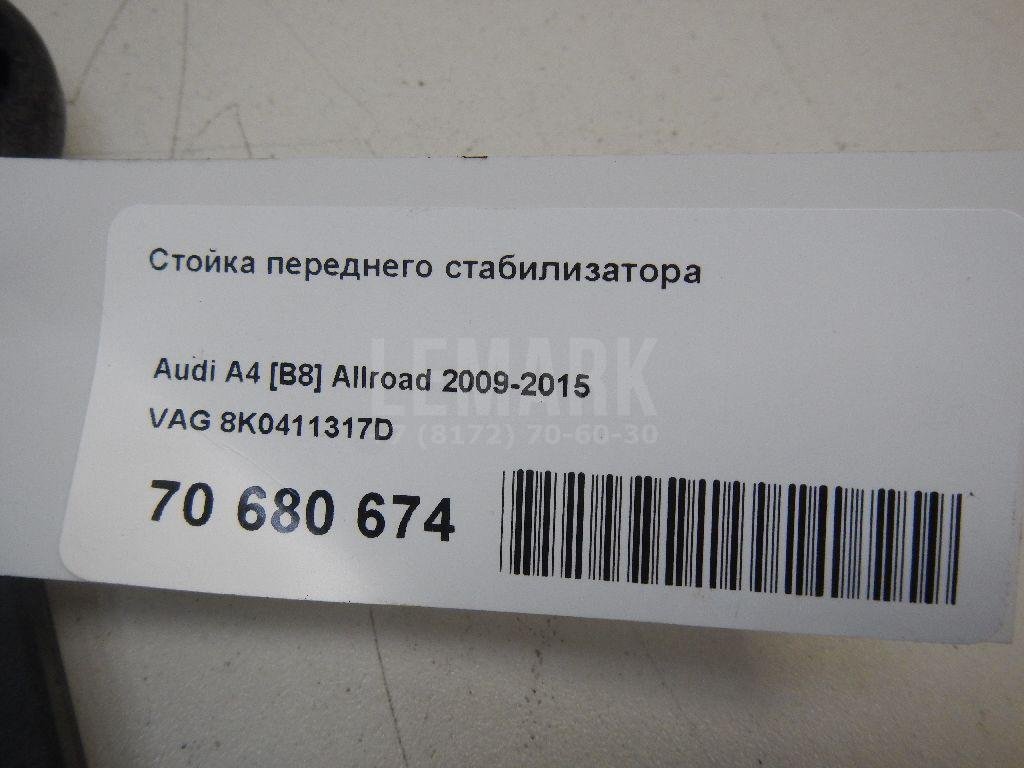 Стойка переднего стабилизатора
Audi A4 [B8] Allroad 2009-2015
LEMARK
VAG 8K0411317D
7 (8172) 70-60-30
70 680 674